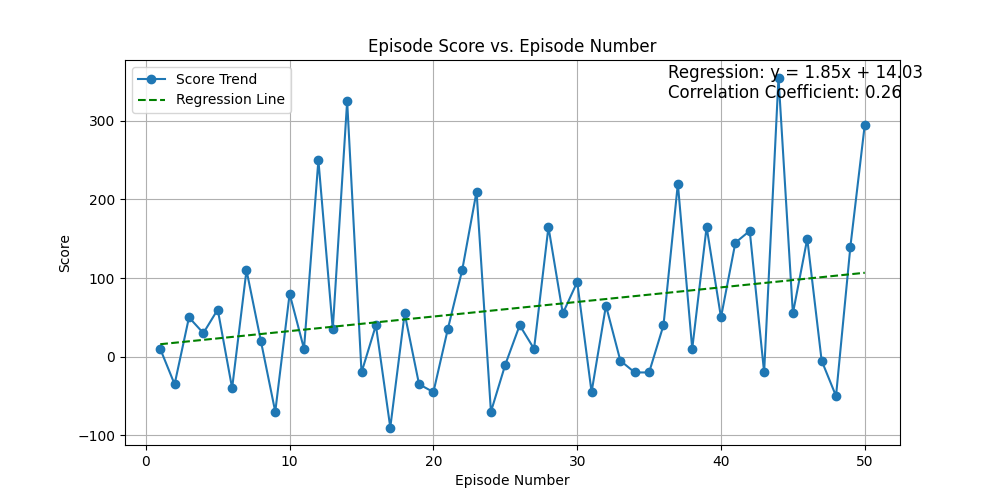 Episode Score vs. Episode Number
Score Trend
Regression Line
Regression: y = 1.85x + 14.03
Correlation Coefficient: 0.26
300
200
100
0
−100
Score
0 10 20 30 40 50
Episode Number